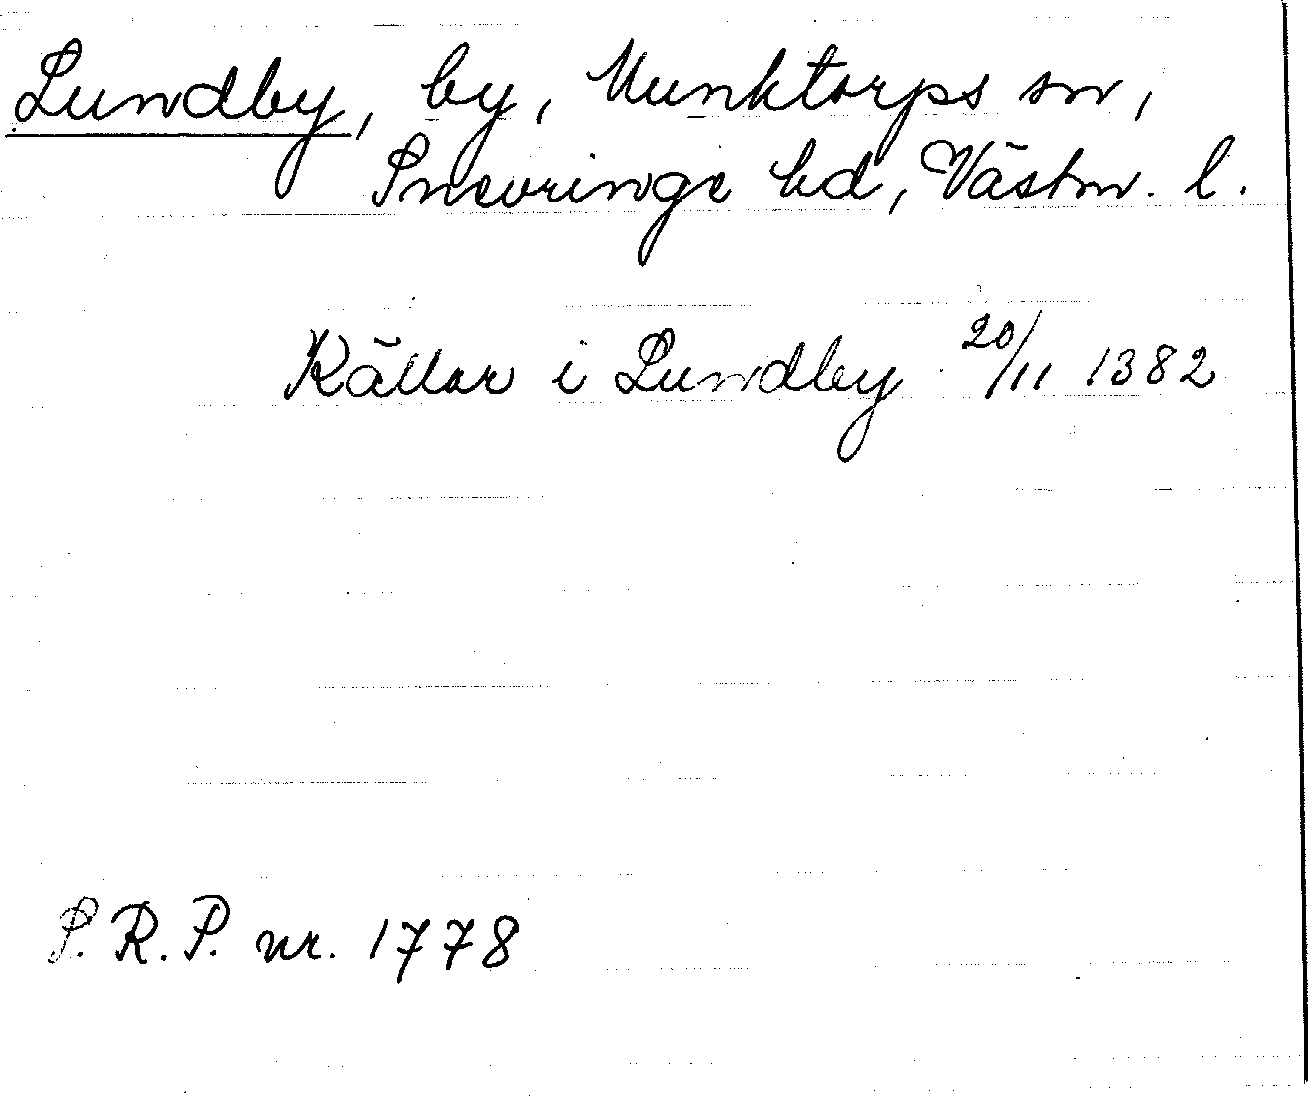 Lundby, by, Munktorps sn,
Snevringe hd, Västm. l.
Källar i Lundby 20/11 1382
S.R.P. nr. 1778